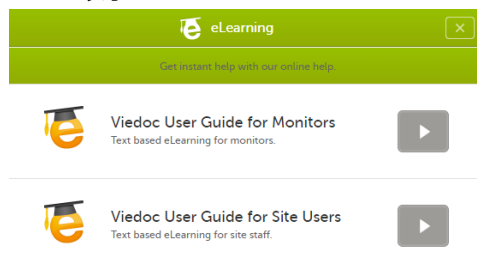 eLearning
Get instant help with our online help.
Viedoc User Guide for Monitors
Text based eLearning for monitors.
Viedoc User Guide for Site Users
Text based eLearning for site staff.